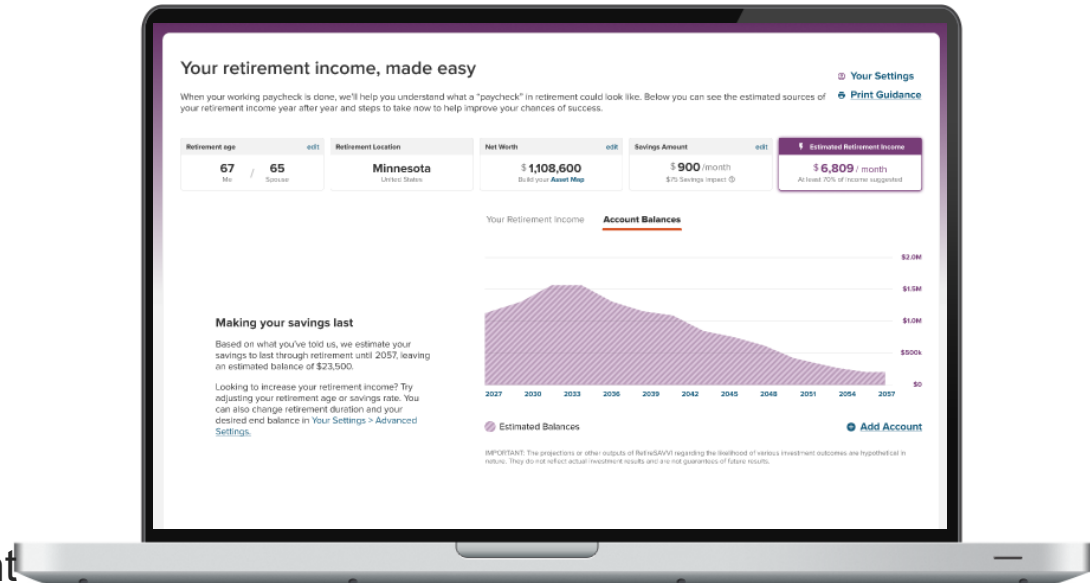 Your retirement income, made easy
Your Settings
When your working paycheck is done, we'll help you understand what a "paycheck" in retirement could look like. Below you can see the estimated sources of
your retirement income year after year and steps to take now to help improve your chances of success.
Print Guidance
Retirement age edit
67 / 65
Me Spouse
Retirement Location
Minnesota
United States
Net Worth edit
$1,108,600
Build your Asset Map
Savings Amount edit
$900/month
$75 Savings Impact
Estimated Retirement Income
$6,809 / month
At least 70% of income suggested
Your Retirement Income Account Balances
$2.0M
$1.5M
$1.0M
$500k
$0
2027 2030 2033 2036 2039 2042 2045 2048 2051 2054 2057
Making your savings last
Based on what you've told us, we estimate your
savings to last through retirement until 2057, leaving
an estimated balance of $23,500.
Looking to increase your retirement income? Try
adjusting your retirement age or savings rate. You
can also change retirement duration and your
desired end balance in Your Settings > Advanced
Settings.
Estimated Balances
Add Account
IMPORTANT: The projections or other outputs of RetireSAVVI regarding the likelihood of various investment outcomes are hypothetical in
nature. They do not reflect actual investment results and are not guarantees of future results.